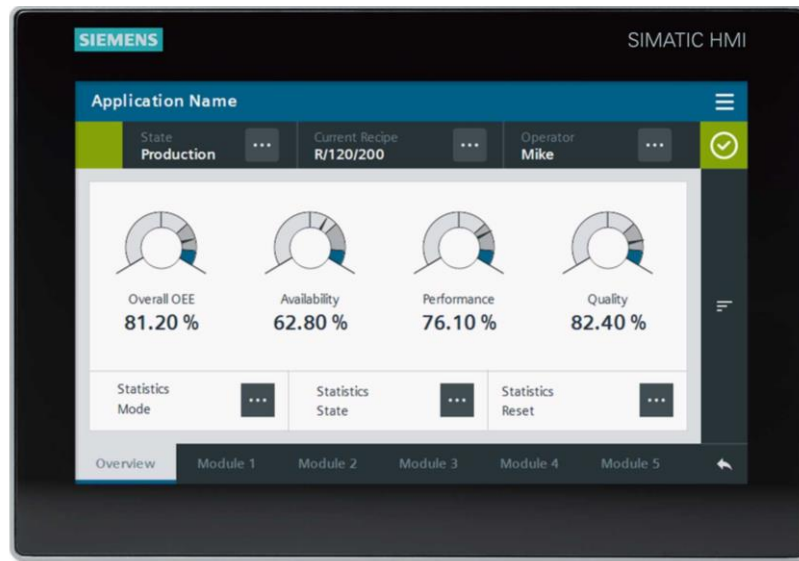 SIEMENS
SIMATIC HMI
Application Name
State
Production
...
Current Recipe
R/120/200
...
Operator
Mike
...
Overall OEE
81.20 %
Availability
62.80 %
Performance
76.10 %
Quality
82.40 %
Statistics
Mode
...
Statistics
State
...
Statistics
Reset
...
Overview
Module 1
Module 2
Module 3
Module 4
Module 5